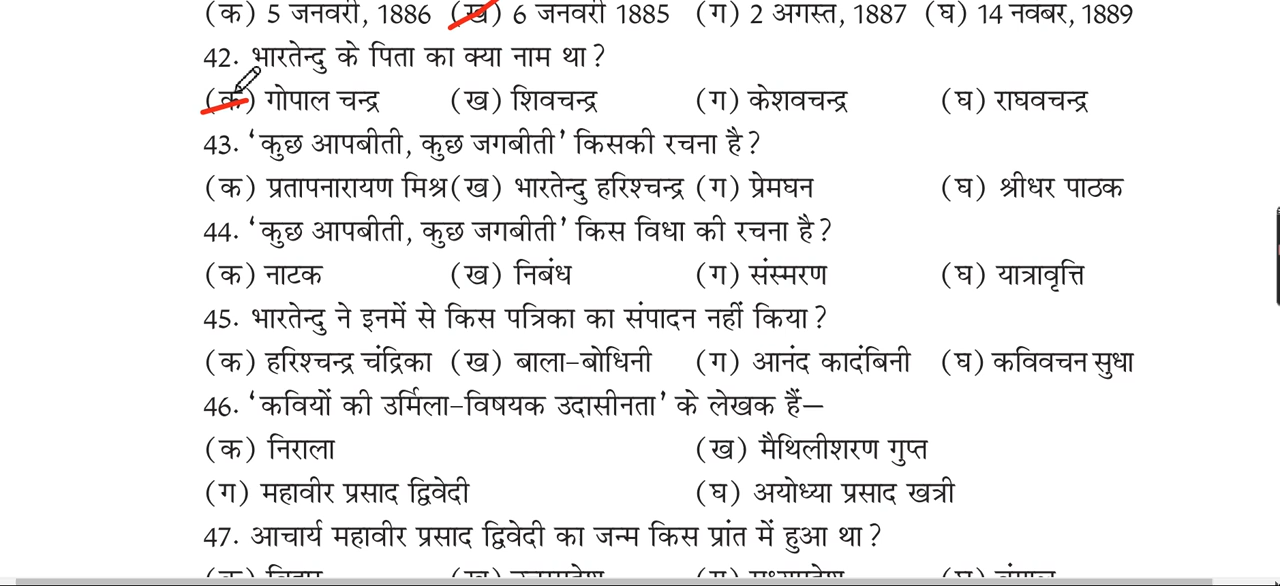 (क) 5 जनवरी, 1886 (ख) 6 जनवरी 1885 (ग) 2 अगस्त, 1887 (घ) 14 नवंबर, 1889
42. भारतेन्दु के पिता का क्या नाम था?
(क) गोपाल चन्द्र (ख) शिवचन्द्र (ग) केशवचन्द्र (घ) राघवचन्द्र
43. ‘कुछ आपबीती, कुछ जगबीती’ किसकी रचना है?
(क) प्रतापनारायण मिश्र (ख) भारतेन्दु हरिश्चन्द्र (ग) प्रेमघन (घ) श्रीधर पाठक
44. ‘कुछ आपबीती, कुछ जगबीती’ किस विधा की रचना है?
(क) नाटक (ख) निबंध (ग) संस्मरण (घ) यात्रावृत्ति
45. भारतेन्दु ने इनमें से किस पत्रिका का संपादन नहीं किया?
(क) हरिश्चन्द्र चंद्रिका (ख) बाला-बोधिनी (ग) आनंद कादंबिनी (घ) कविवचन सुधा
46. ‘कवियों की उर्मिला-विषयक उदासीनता’ के लेखक हैं—
(क) निराला (ख) मैथिलीशरण गुप्त
(ग) महावीर प्रसाद द्विवेदी (घ) अयोध्या प्रसाद खत्री
47. आचार्य महावीर प्रसाद द्विवेदी का जन्म किस प्रांत में हुआ था?